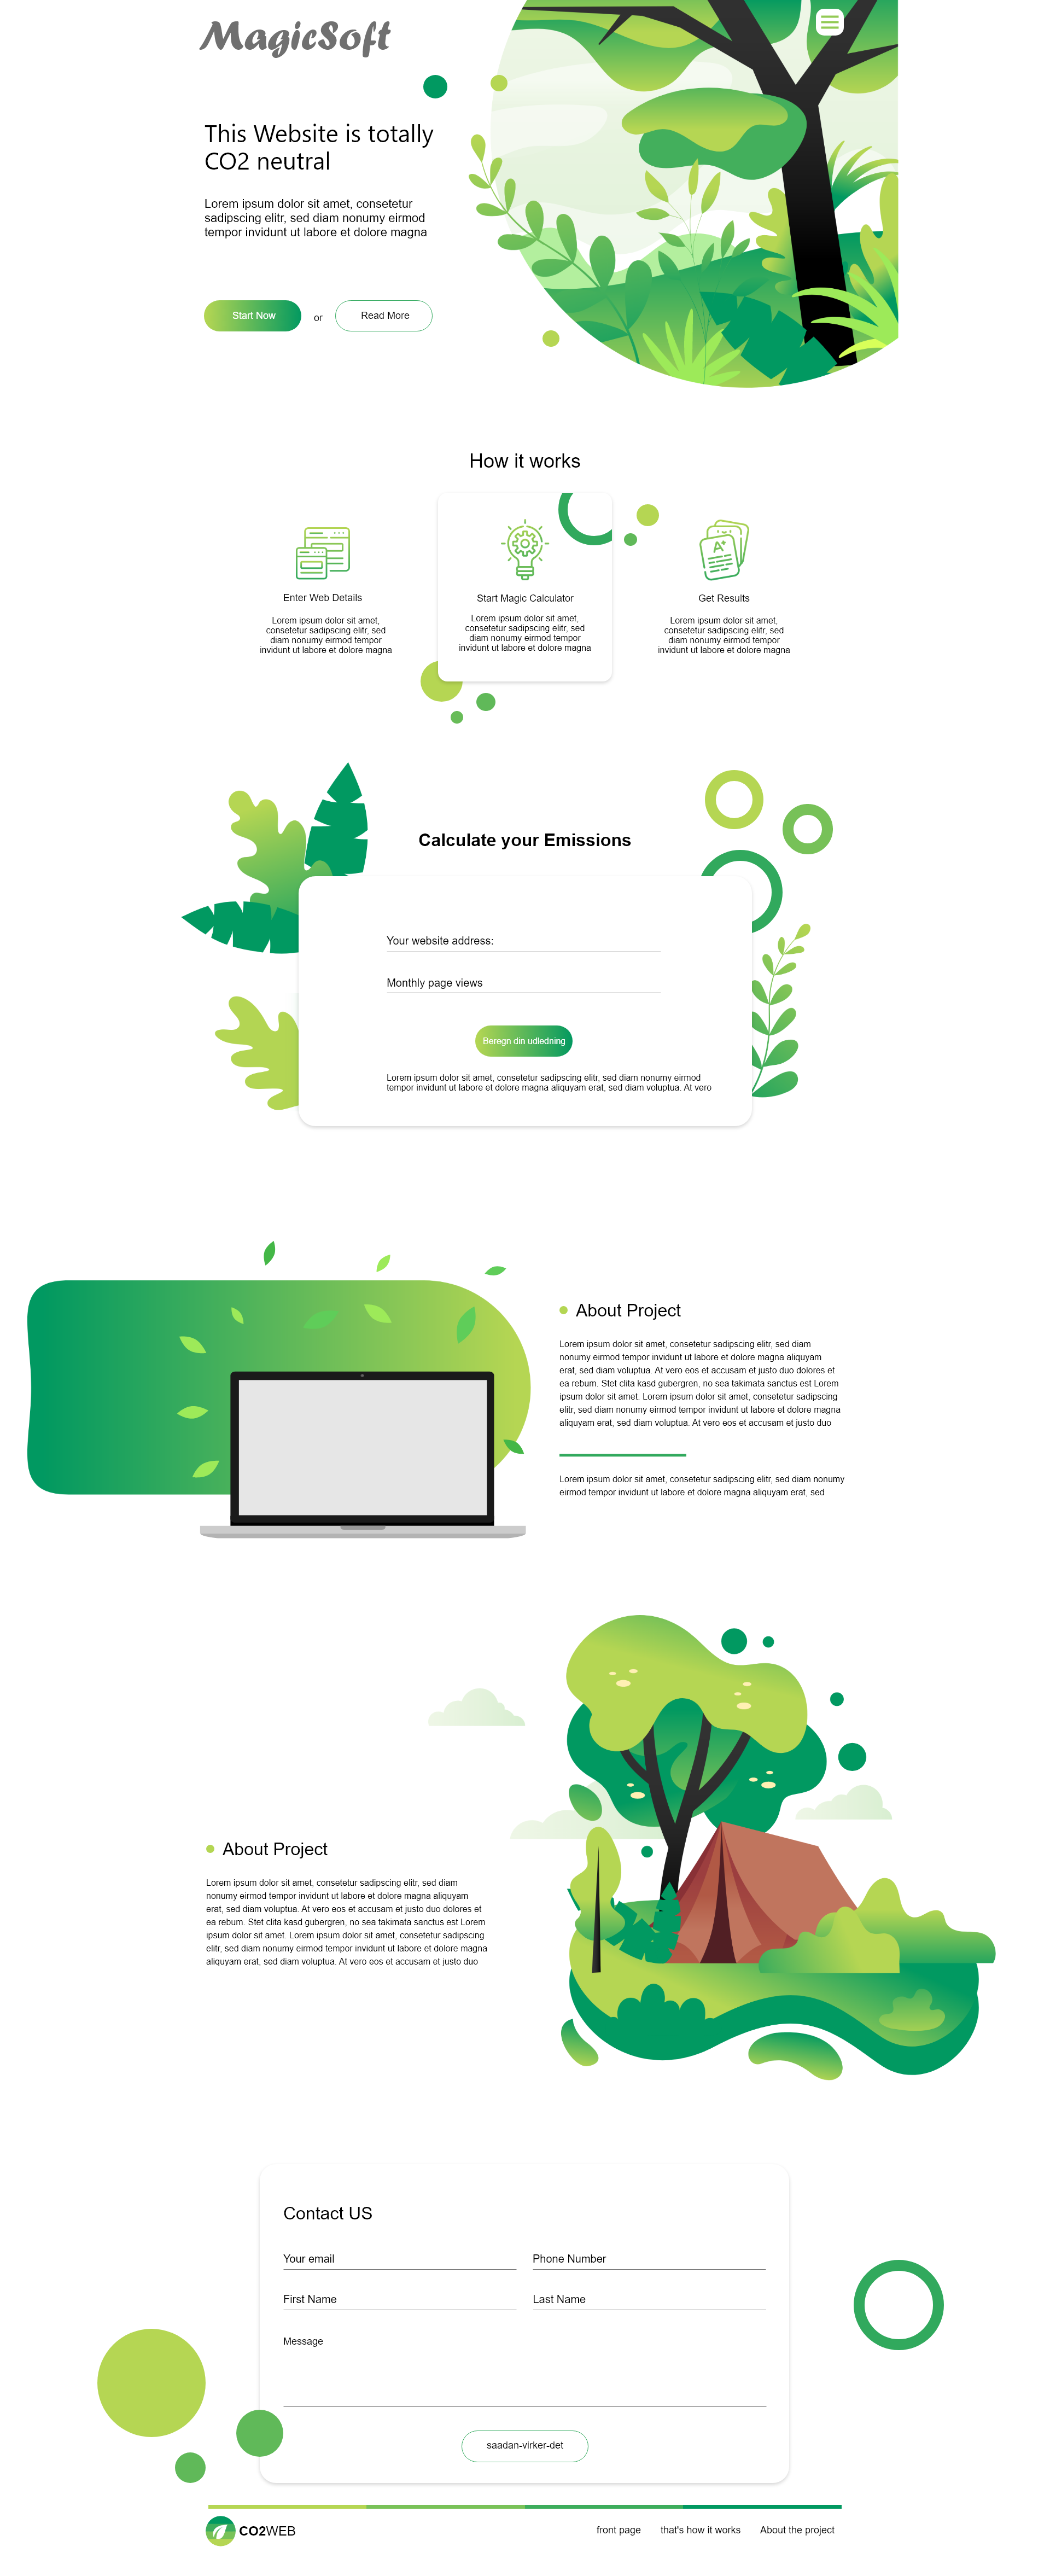 MagicSoft
This Website is totally
CO2 neutral
Lorem ipsum dolor sit amet, consetetur
sadipscing elitr, sed diam nonumy eirmod
tempor invidunt ut labore et dolore magna
Start Now
or
Read More
How it works
Enter Web Details
Lorem ipsum dolor sit amet,
consetetur sadipscing elitr, sed
diam nonumy eirmod tempor
invidunt ut labore et dolore magna
Start Magic Calculator
Lorem ipsum dolor sit amet,
consetetur sadipscing elitr, sed
diam nonumy eirmod tempor
invidunt ut labore et dolore magna
A+
Get Results
Lorem ipsum dolor sit amet,
consetetur sadipscing elitr, sed
diam nonumy eirmod tempor
invidunt ut labore et dolore magna
Calculate your Emissions
Your website address:
Monthly page views
Beregn din udledning
Lorem ipsum dolor sit amet, consetetur sadipscing elitr, sed diam nonumy eirmod
tempor invidunt ut labore et dolore magna aliquyam erat, sed diam voluptua. At vero
About Project
Lorem ipsum dolor sit amet, consetetur sadipscing elitr, sed diam
nonumy eirmod tempor invidunt ut labore et dolore magna aliquyam
erat, sed diam voluptua. At vero eos et accusam et justo duo dolores et
ea rebum. Stet clita kasd gubergren, no sea takimata sanctus est Lorem
ipsum dolor sit amet. Lorem ipsum dolor sit amet, consetetur sadipscing
elitr, sed diam nonumy eirmod tempor invidunt ut labore et dolore magna
aliquyam erat, sed diam voluptua. At vero eos et accusam et justo duo
Lorem ipsum dolor sit amet, consetetur sadipscing elitr, sed diam nonumy
eirmod tempor invidunt ut labore et dolore magna aliquyam erat, sed
About Project
Lorem ipsum dolor sit amet, consetetur sadipscing elitr, sed diam
nonumy eirmod tempor invidunt ut labore et dolore magna aliquyam
erat, sed diam voluptua. At vero eos et accusam et justo duo dolores et
ea rebum. Stet clita kasd gubergren, no sea takimata sanctus est Lorem
ipsum dolor sit amet. Lorem ipsum dolor sit amet, consetetur sadipscing
elitr, sed diam nonumy eirmod tempor invidunt ut labore et dolore magna
aliquyam erat, sed diam voluptua. At vero eos et accusam et justo duo
Contact US
Your email
Phone Number
First Name
Last Name
Message
saadan-virker-det
CO2WEB
front page
that's how it works
About the project